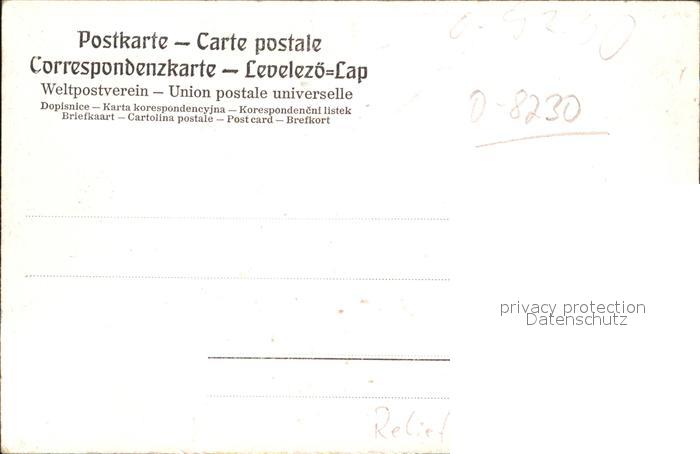 Postkarte — Carte postale
Correspondenzkarte — Levelező=Lap
Weltpostverein — Union postale universelle
Dopisnice — Karta korespondencyjna — Korespondenční listek
Briefkaart — Cartolina postale — Post card — Brefkort
D-8230
privacy protection
Datenschutz
Relief